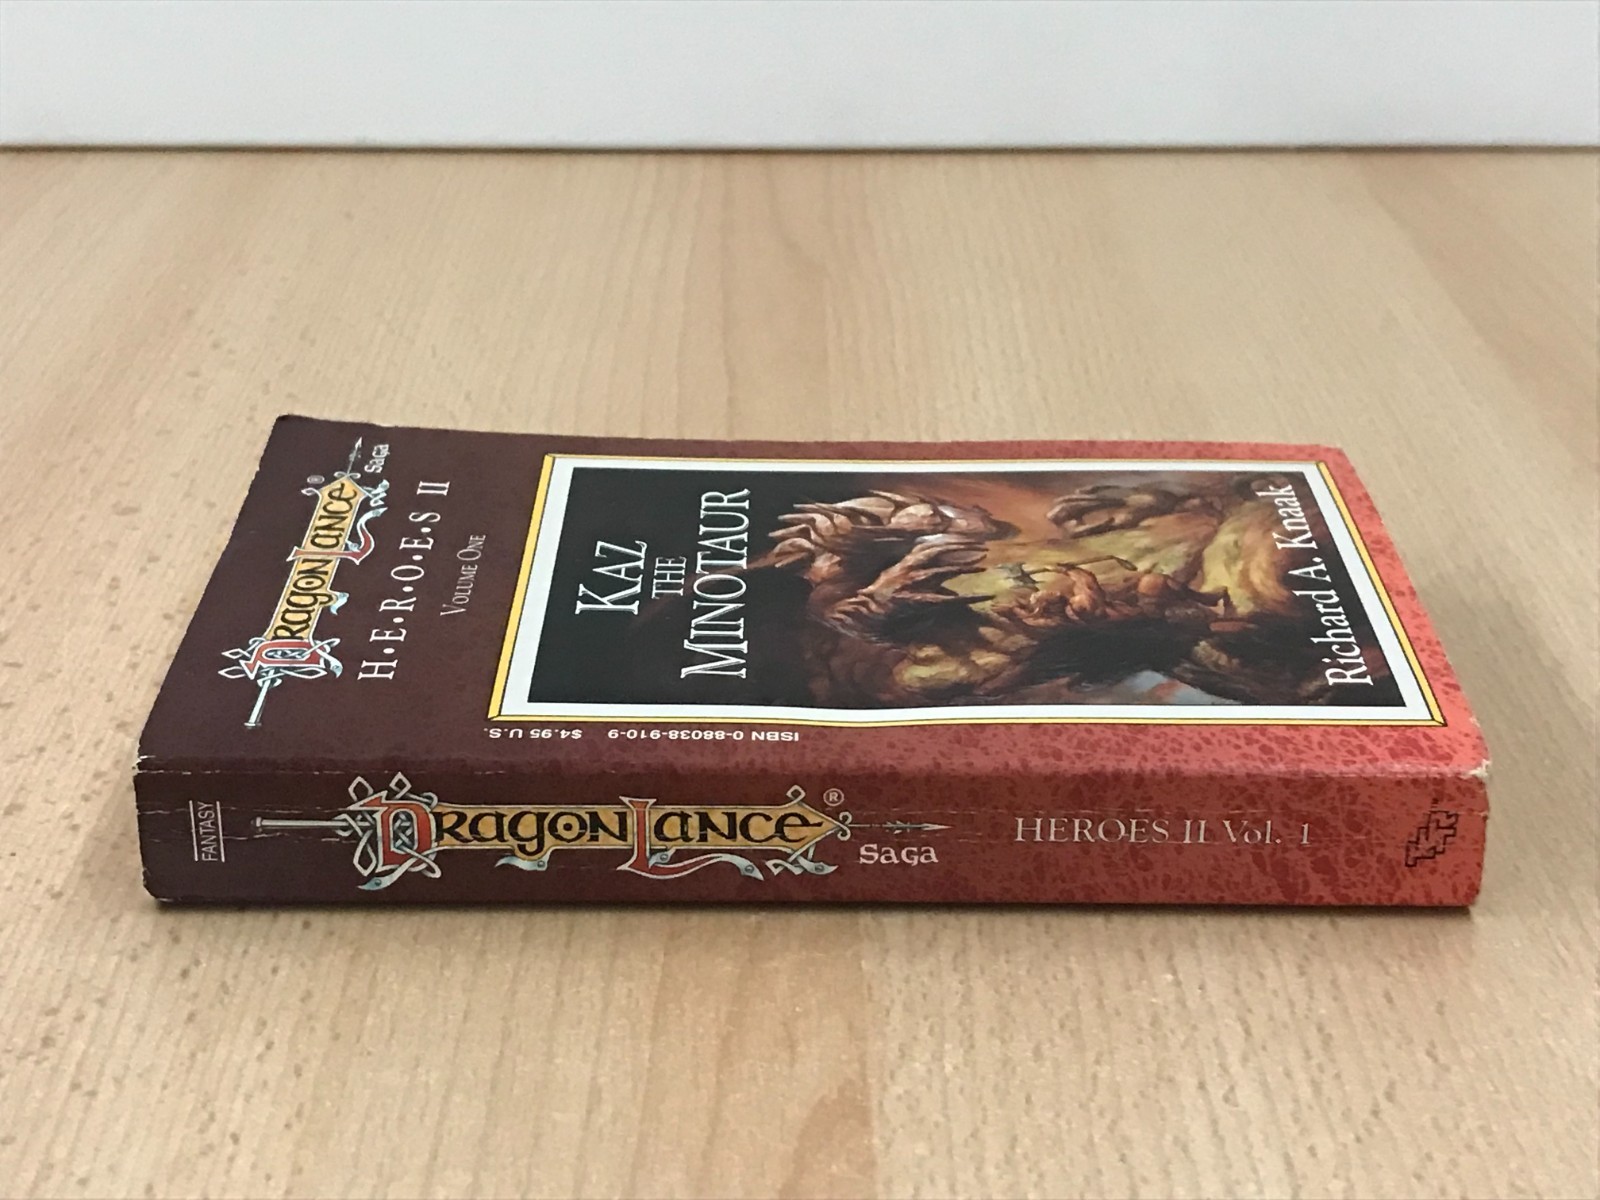 DRAGONLANCE®
Saga
H•E•R•O•E•S II
VOLUME ONE
KAZ
THE
MINOTAUR
Richard A. Knaak
ISBN 0-88038-910-9 $4.95 U.S.
FANTASY
DRAGONLANCE®
Saga
HEROES II Vol. 1